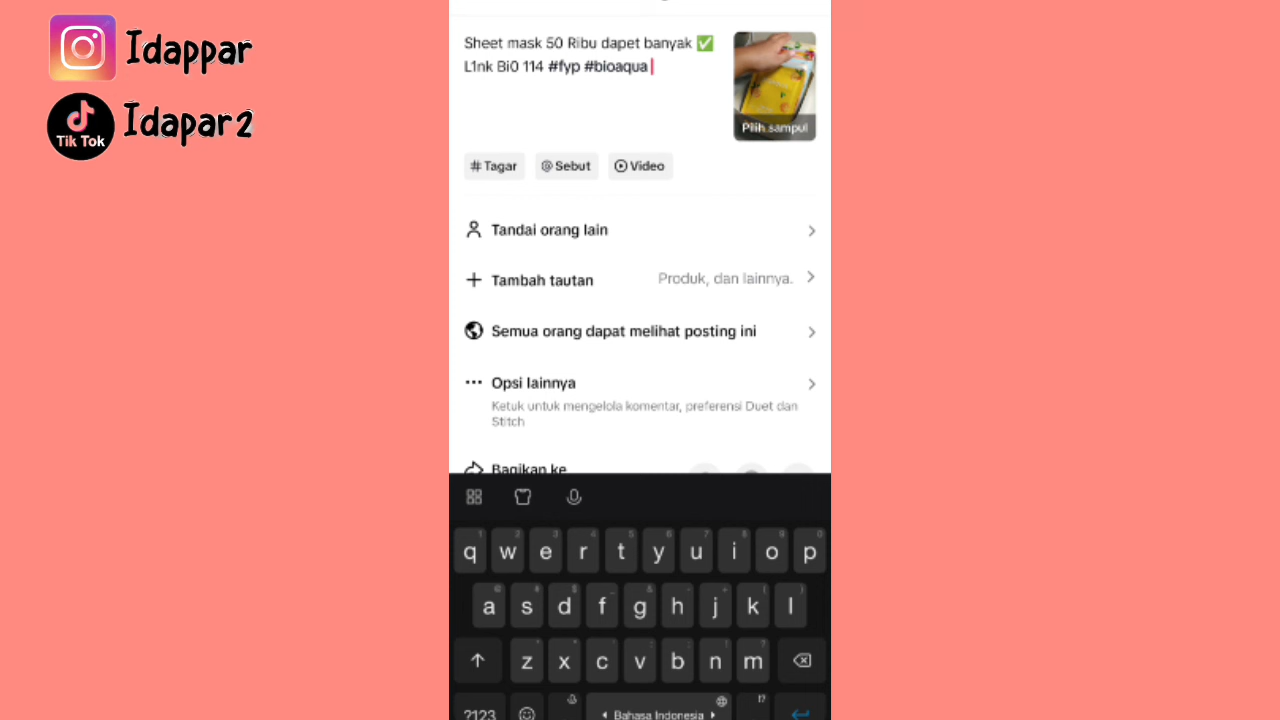 Idappar
Tik Tok
Idapar2
Sheet mask 50 Ribu dapet banyak ✅
L1nk Bi0 114 #fyp #bioaqua
Pilih sampul
# Tagar
@ Sebut
Video
Tandai orang lain
Tambah tautan
Produk, dan lainnya.
Semua orang dapat melihat posting ini
Opsi lainnya
Ketuk untuk mengelola komentar, preferensi Duet dan
Stitch
Bagikan ke
q w e r t y u i o p
a s d f g h j k l
z x c v b n m
?123
Bahasa Indonesia